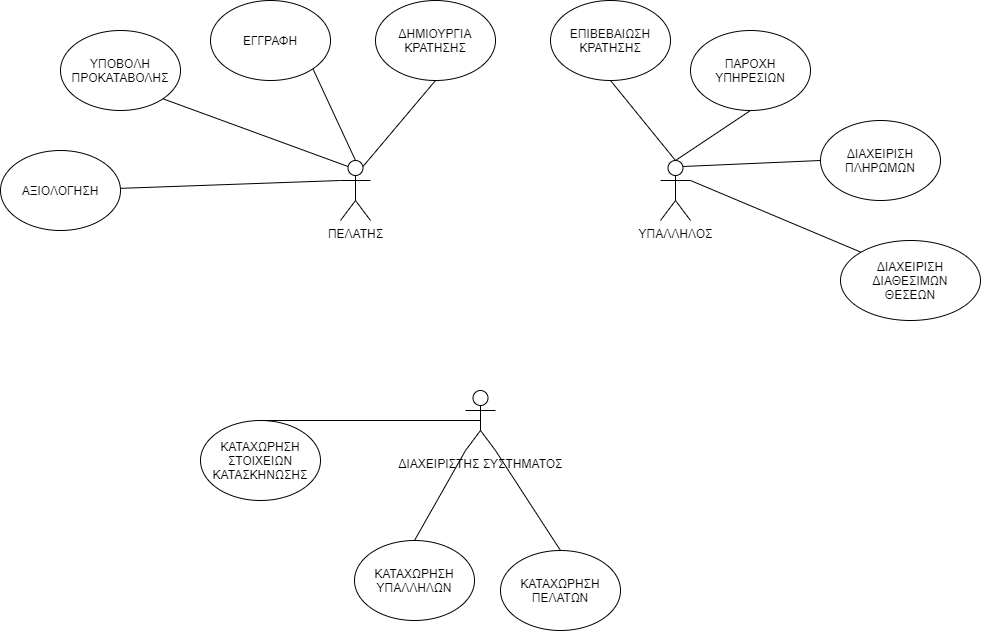 ΥΠΟΒΟΛΗ
ΠΡΟΚΑΤΑΒΟΛΗΣ
ΕΓΓΡΑΦΗ
ΔΗΜΙΟΥΡΓΙΑ
ΚΡΑΤΗΣΗΣ
ΕΠΙΒΕΒΑΙΩΣΗ
ΚΡΑΤΗΣΗΣ
ΠΑΡΟΧΗ
ΥΠΗΡΕΣΙΩΝ
ΑΞΙΟΛΟΓΗΣΗ
ΔΙΑΧΕΙΡΙΣΗ
ΠΛΗΡΩΜΩΝ
ΠΕΛΑΤΗΣ
ΥΠΑΛΛΗΛΟΣ
ΔΙΑΧΕΙΡΙΣΗ
ΔΙΑΘΕΣΙΜΩΝ
ΘΕΣΕΩΝ
ΚΑΤΑΧΩΡΗΣΗ
ΣΤΟΙΧΕΙΩΝ
ΚΑΤΑΣΚΗΝΩΣΗΣ
ΔΙΑΧΕΙΡΙΣΤΗΣ ΣΥΣΤΗΜΑΤΟΣ
ΚΑΤΑΧΩΡΗΣΗ
ΥΠΑΛΛΗΛΩΝ
ΚΑΤΑΧΩΡΗΣΗ
ΠΕΛΑΤΩΝ